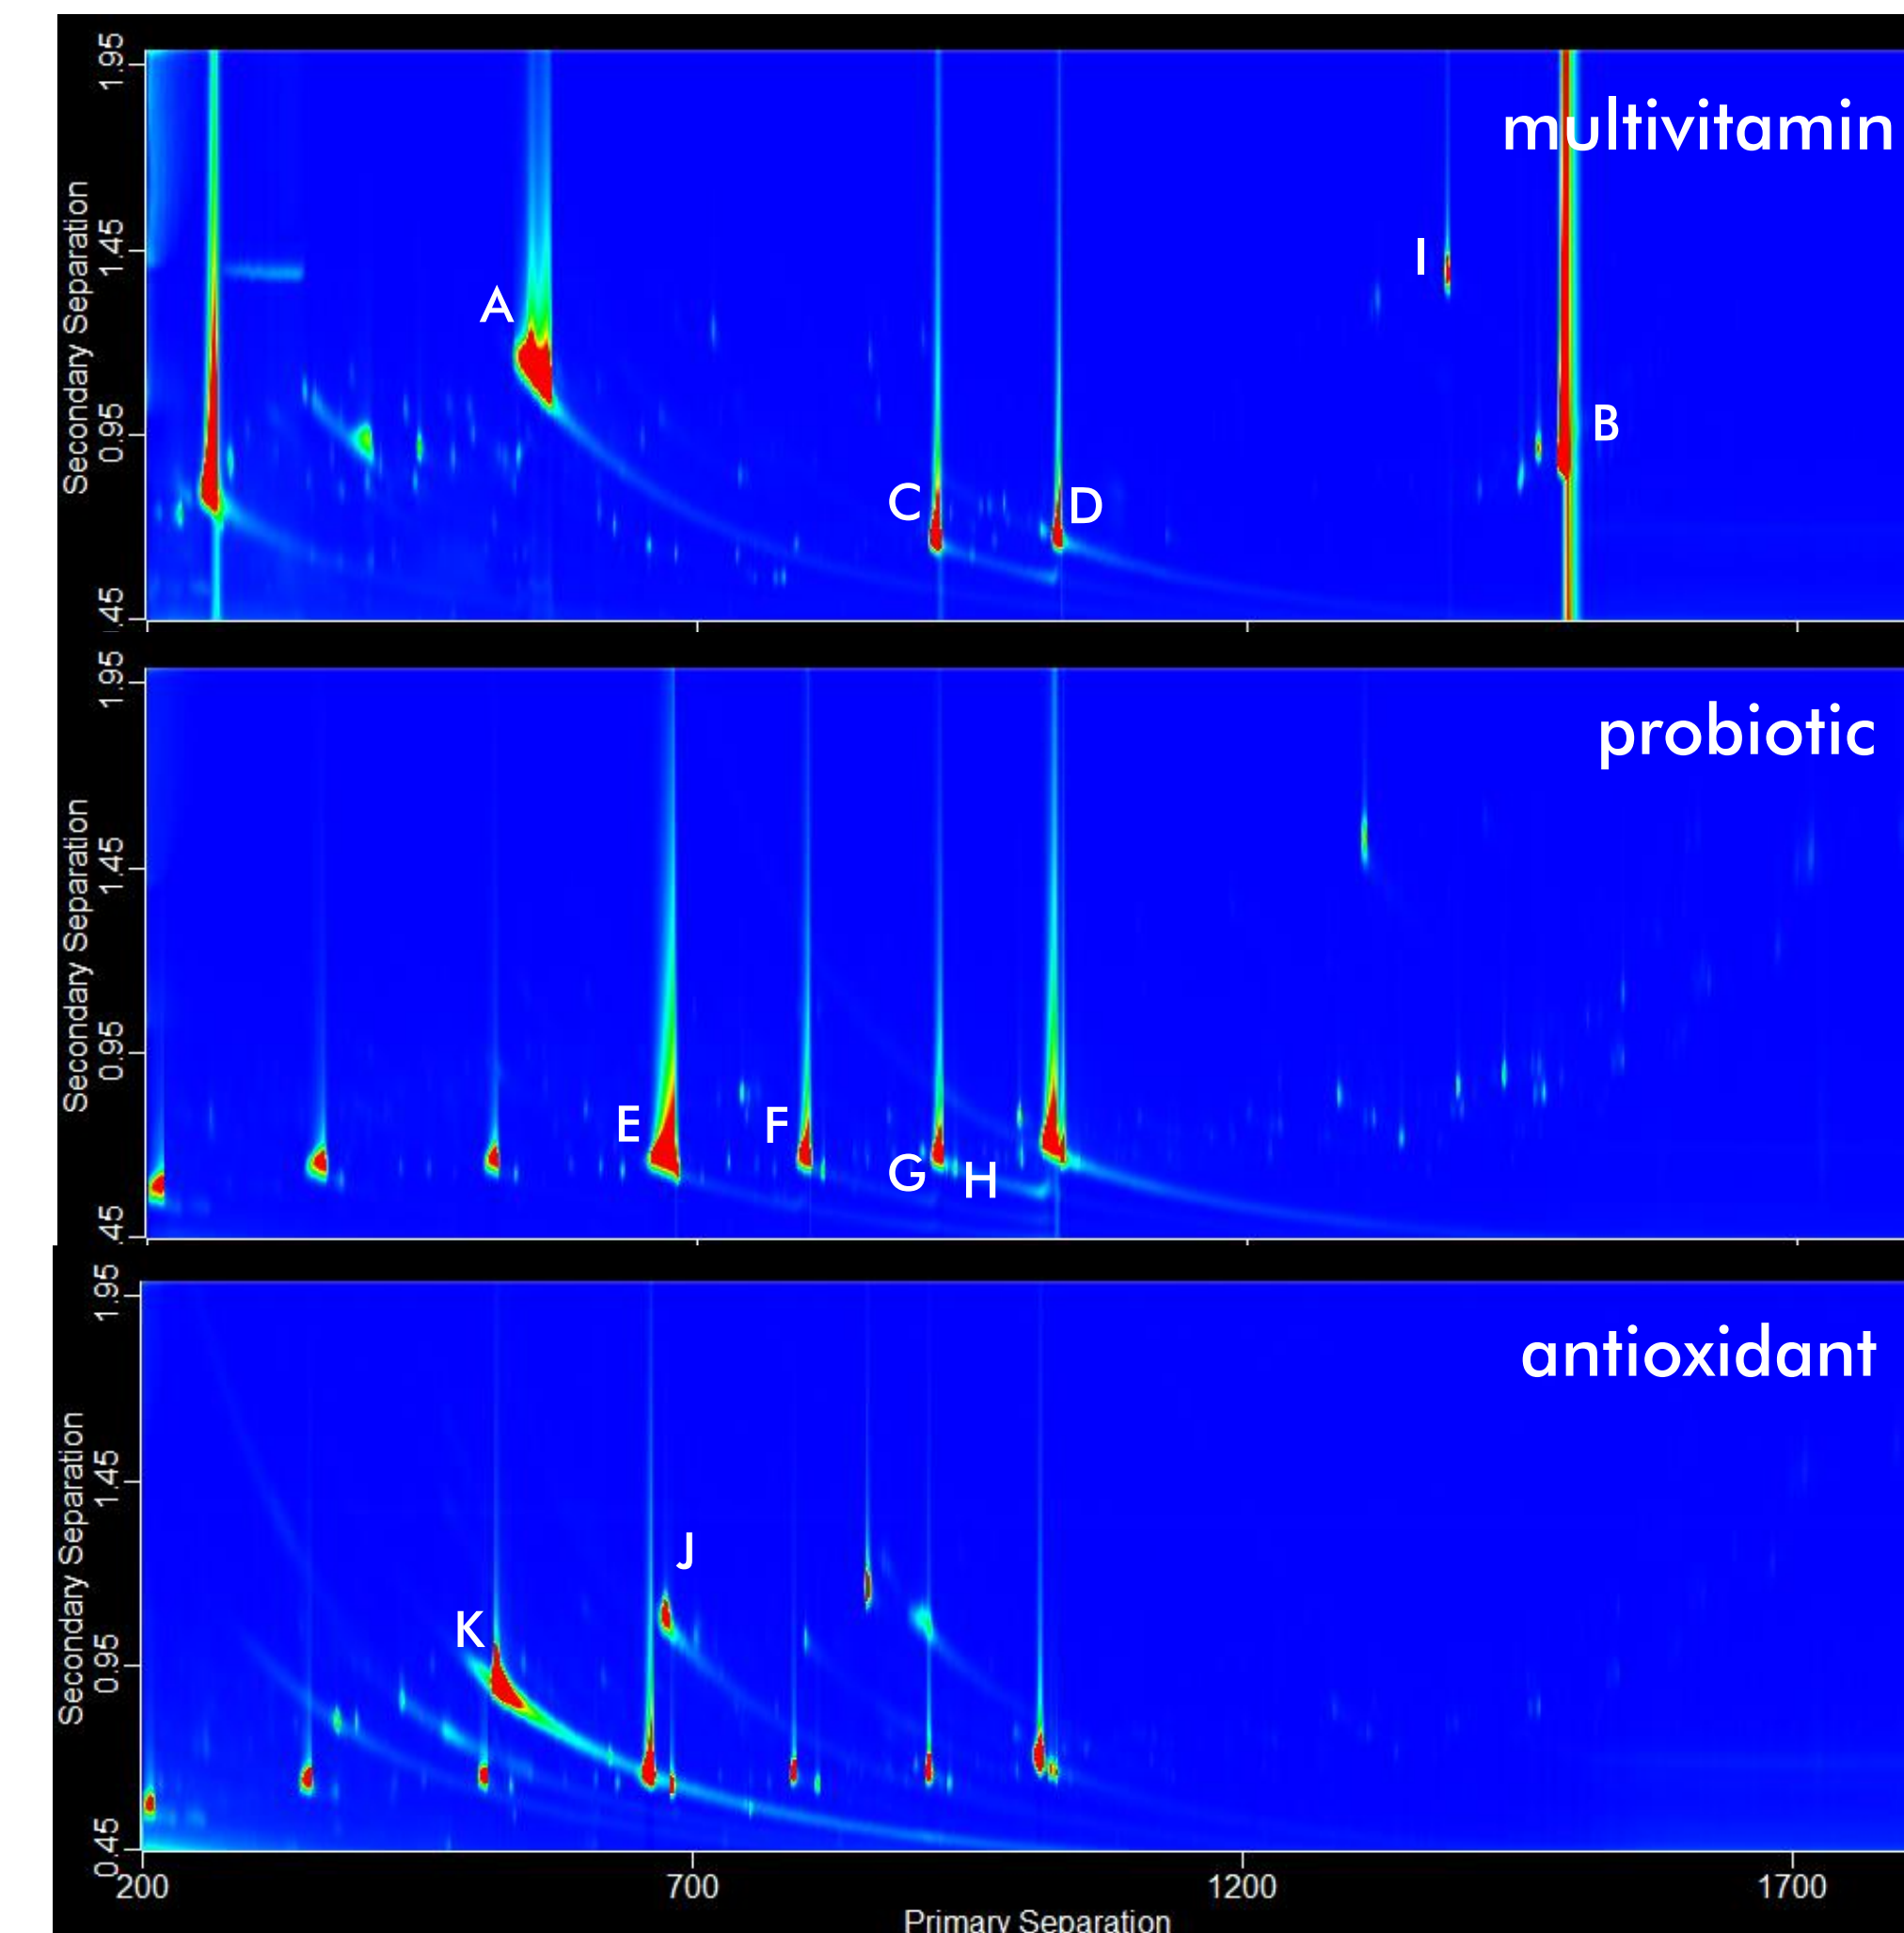 1.95
multivitamin
1.45
I
A
Secondary Separation
0.95
B
C
D
.45
1.95
probiotic
1.45
Secondary Separation
0.95
E
F
G
H
.45
1.95
antioxidant
1.45
J
K
Secondary Separation
0.95
0.45
200 700 1200 1700
Primary Separation